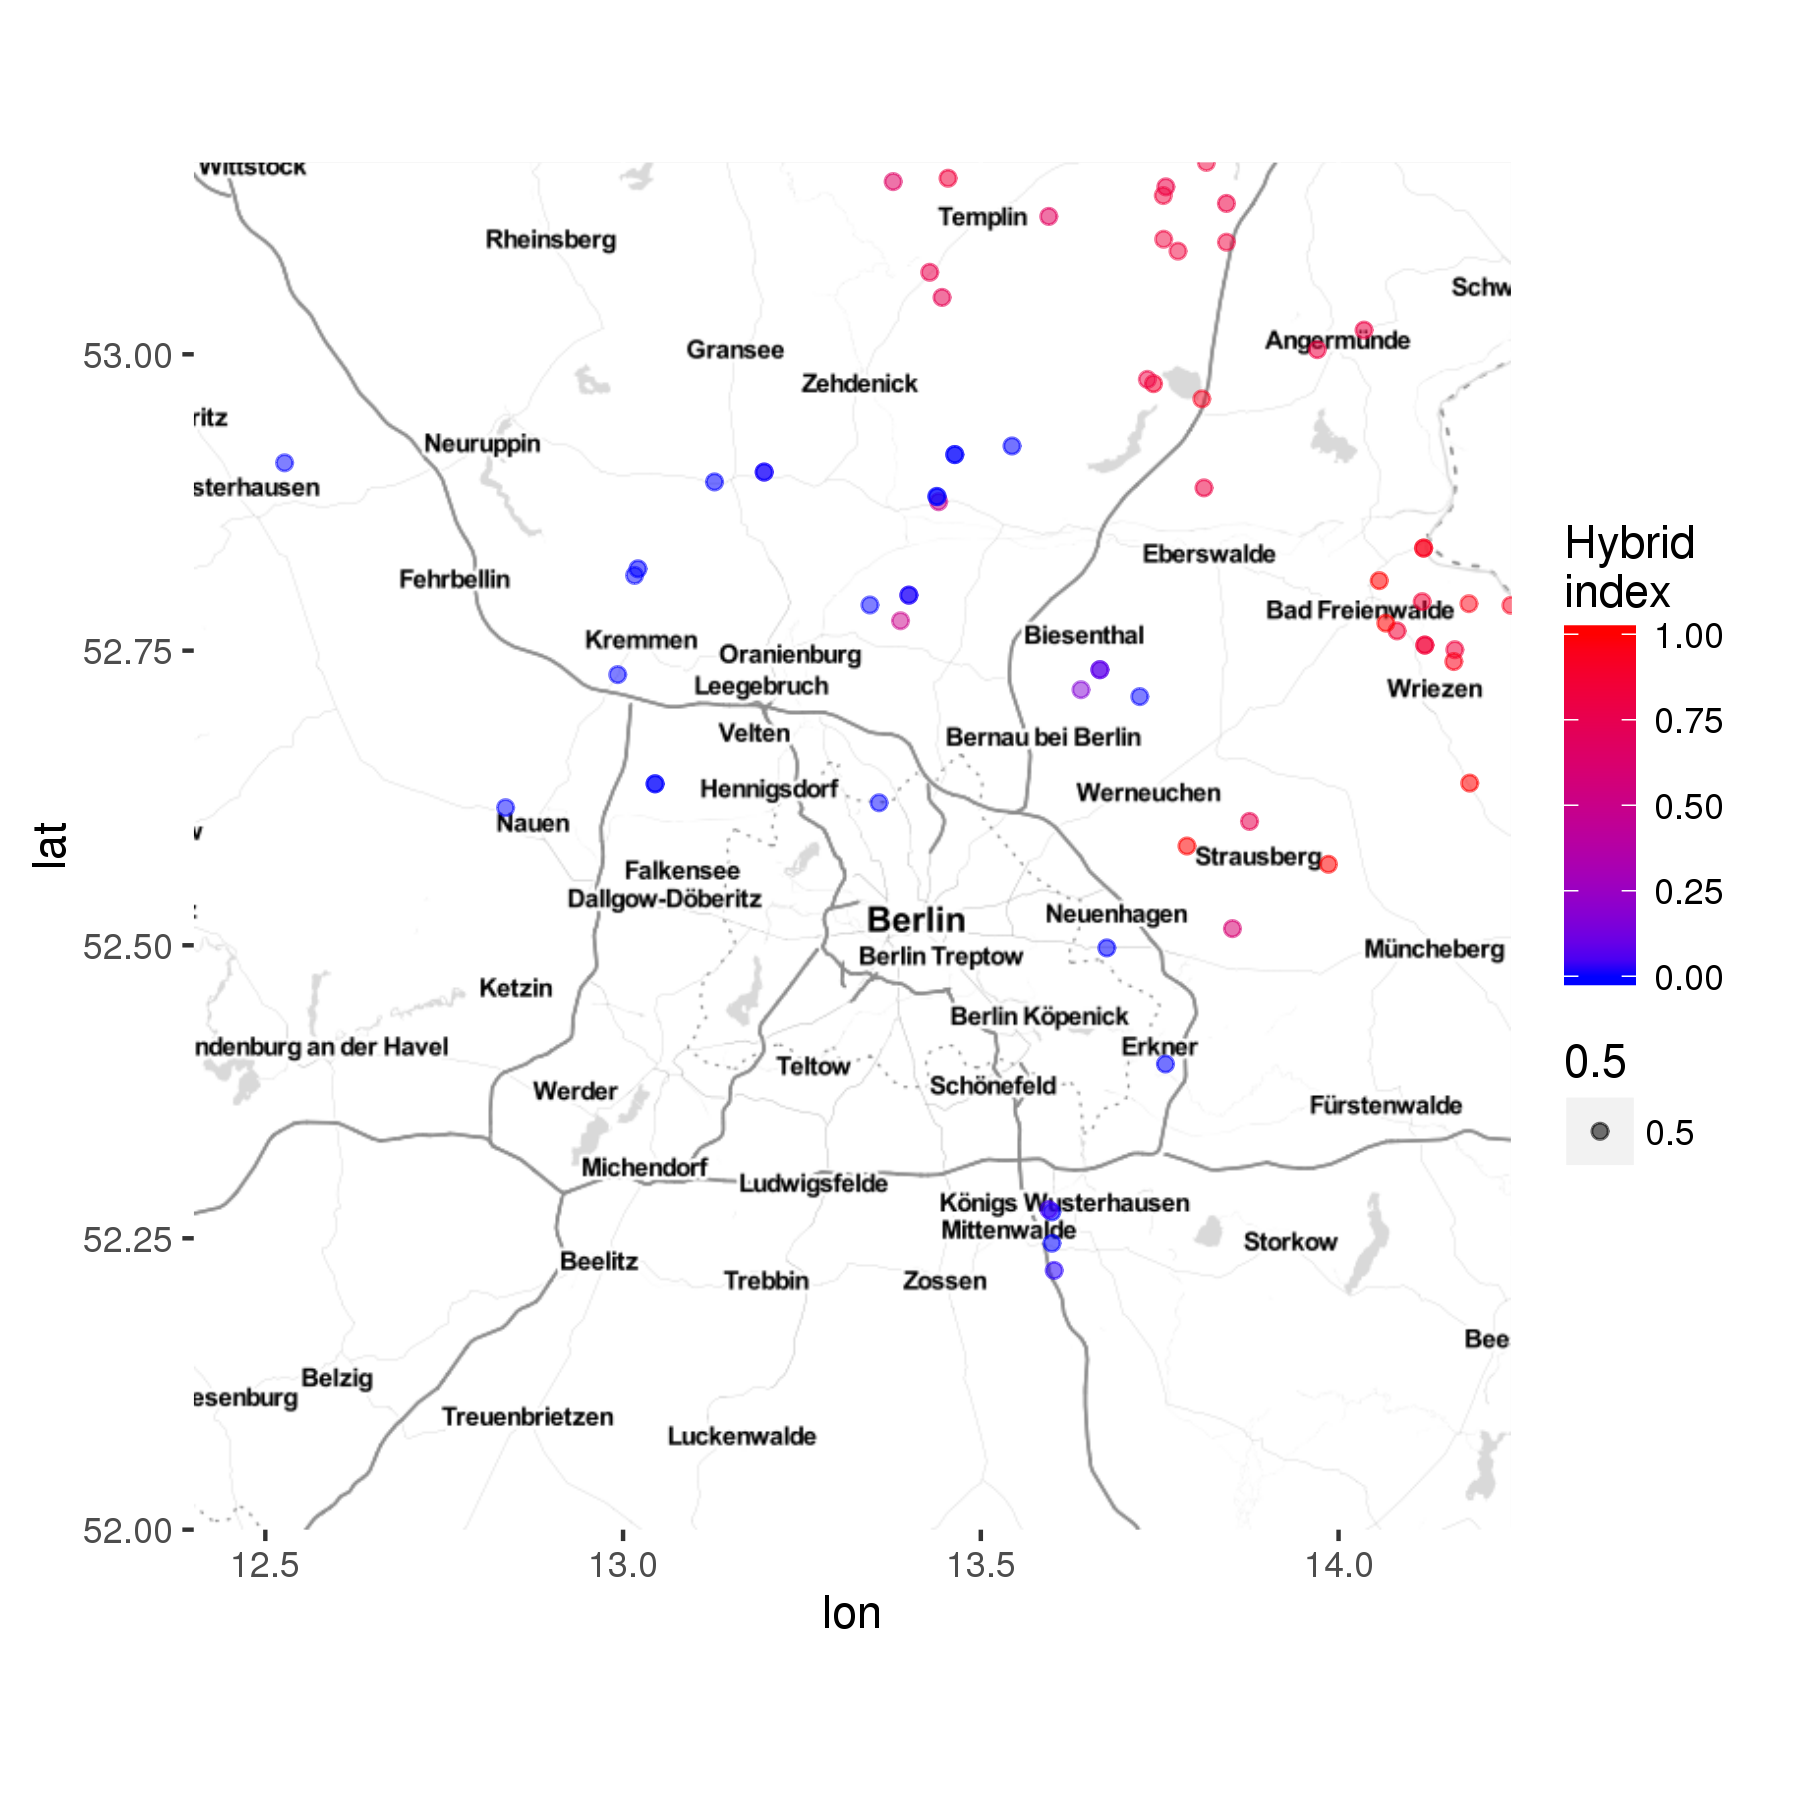 Wittstock
Rheinsberg
Templin
Schw
Angermünde
Gransee
Zehdenick
ritz
Neuruppin
sterhausen
Eberswalde
Fehrbellin
Bad Freienwalde
Biesenthal
Kremmen
Oranienburg
Leegebruch
Wriezen
Velten
Bernau bei Berlin
Hennigsdorf
Werneuchen
Nauen
w
Strausberg
Falkensee
Dallgow-Döberitz
Berlin
Neuenhagen
Berlin Treptow
Müncheberg
Ketzin
Berlin Köpenick
ndenburg an der Havel
Erkner
Teltow
Schönefeld
Werder
Fürstenwalde
Michendorf
Ludwigsfelde
Königs Wusterhausen
Mittenwalde
Storkow
Beelitz
Trebbin
Zossen
Bee
Belzig
esenburg
Treuenbrietzen
Luckenwalde
53.00
52.75
52.50
52.25
52.00
lat
12.5
13.0
13.5
14.0
lon
Hybrid
index
1.00
0.75
0.50
0.25
0.00
0.5
0.5